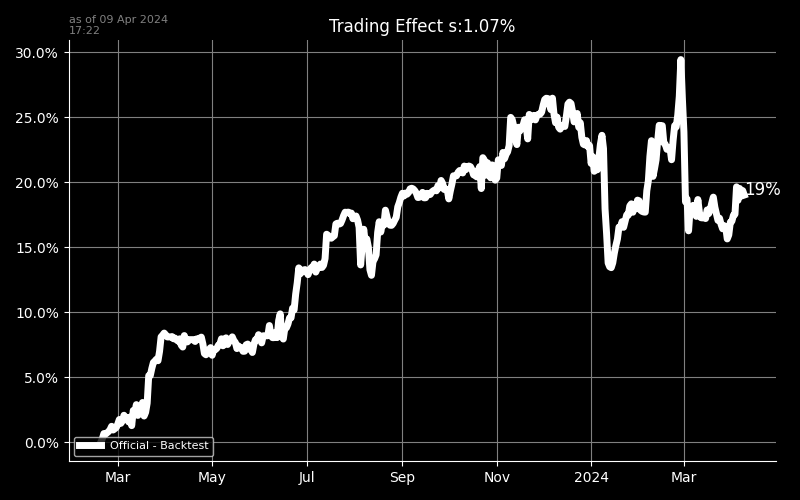 as of 09 Apr 2024
17:22
Trading Effect s:1.07%
30.0%
25.0%
20.0%
15.0%
10.0%
5.0%
0.0%
19%
Official - Backtest
Mar May Jul Sep Nov 2024 Mar